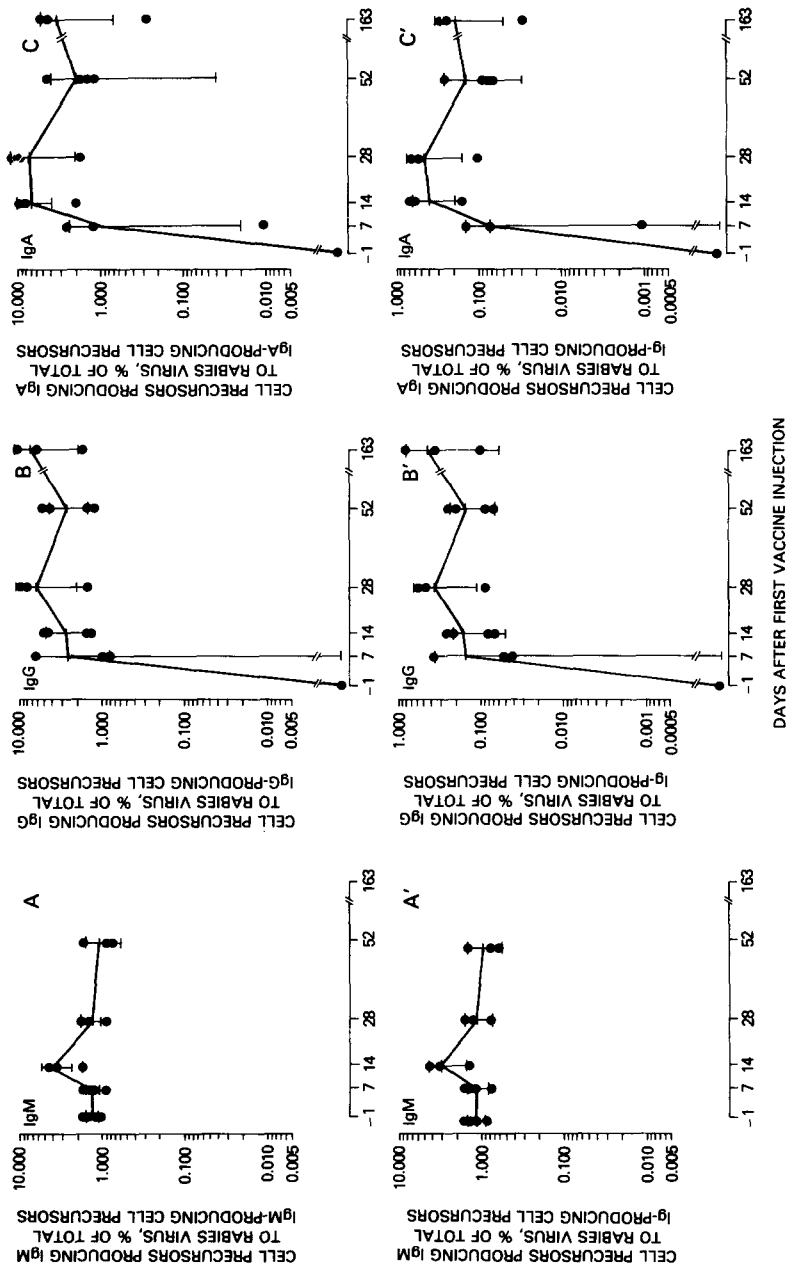 CELL PRECURSORS PRODUCING IgM
TO RABIES VIRUS, % OF TOTAL
IgM-PRODUCING CELL PRECURSORS
10.000
1.000
0.100
0.010
0.005
IgM
A
-1
7
14
28
52
163
CELL PRECURSORS PRODUCING IgG
TO RABIES VIRUS, % OF TOTAL
IgG-PRODUCING CELL PRECURSORS
10.000
1.000
0.100
0.010
0.005
IgG
B
-1
7
14
28
52
163
CELL PRECURSORS PRODUCING IgA
TO RABIES VIRUS, % OF TOTAL
IgA-PRODUCING CELL PRECURSORS
10.000
1.000
0.100
0.010
0.005
IgA
C
-1
7
14
28
52
163
CELL PRECURSORS PRODUCING IgM
TO RABIES VIRUS, % OF TOTAL
Ig-PRODUCING CELL PRECURSORS
10.000
1.000
0.100
0.010
0.005
IgM
A'
-1
7
14
28
52
163
CELL PRECURSORS PRODUCING IgG
TO RABIES VIRUS, % OF TOTAL
Ig-PRODUCING CELL PRECURSORS
1.000
0.100
0.010
0.001
0.0005
IgG
B'
-1
7
14
28
52
163
CELL PRECURSORS PRODUCING IgA
TO RABIES VIRUS, % OF TOTAL
Ig-PRODUCING CELL PRECURSORS
1.000
0.100
0.010
0.001
0.0005
IgA
C'
-1
7
14
28
52
163
DAYS AFTER FIRST VACCINE INJECTION